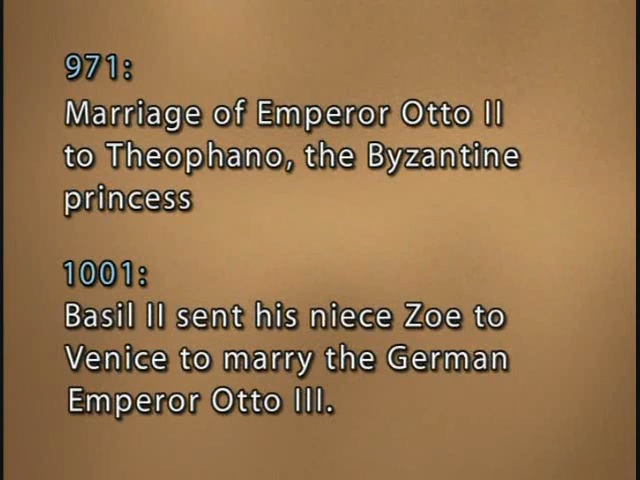 971:
Marriage of Emperor Otto II
to Theophano, the Byzantine
princess
1001:
Basil II sent his niece Zoe to
Venice to marry the German
Emperor Otto III.